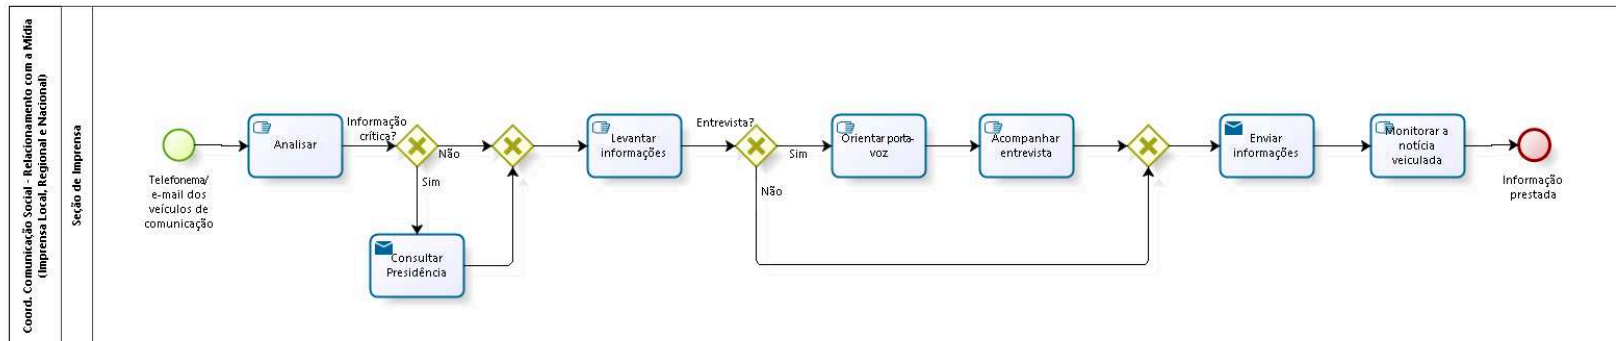 Coord. Comunicação Social - Relacionamento com a Mídia
(Imprensa Local, Regional e Nacional)
Seção de Imprensa
Telefonema/
e-mail dos
veículos de
comunicação
Analisar
Informação
crítica?
Não
Sim
Consultar
Presidência
Levantar
informações
Entrevista?
Sim
Não
Orientar porta-
voz
Acompanhar
entrevista
Enviar
informações
Monitorar a
notícia
veiculada
Informação
prestada